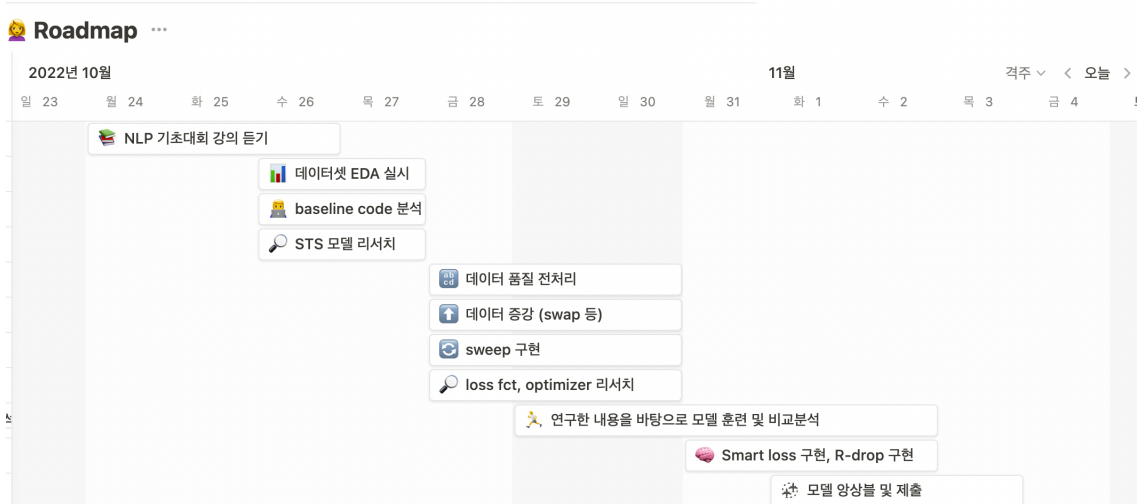 Roadmap ...
2022년 10월 11월 격주 오늘
일 23 월 24 화 25 수 26 목 27 금 28 토 29 일 30 월 31 화 1 수 2 목 3 금 4
NLP 기초대회 강의 듣기
데이터셋 EDA 실시
baseline code 분석
STS 모델 리서치
abcd 데이터 품질 전처리
데이터 증강 (swap 등)
sweep 구현
loss fct, optimizer 리서치
연구한 내용을 바탕으로 모델 훈련 및 비교분석
Smart loss 구현, R-drop 구현
모델 앙상블 및 제출